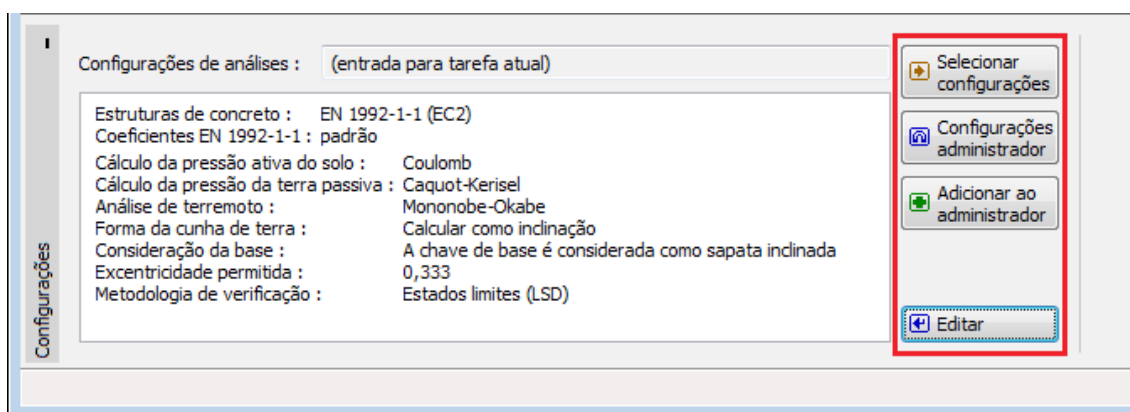 Configurações de análises : (entrada para tarefa atual)
Estruturas de concreto : EN 1992-1-1 (EC2)
Coeficientes EN 1992-1-1 : padrão
Cálculo da pressão ativa do solo : Coulomb
Cálculo da pressão da terra passiva : Caquot-Kerisel
Análise de terremoto : Mononobe-Okabe
Forma da cunha de terra : Calcular como inclinação
Consideração da base : A chave de base é considerada como sapata inclinada
Excentricidade permitida : 0,333
Metodologia de verificação : Estados limites (LSD)
Selecionar
configurações
Configurações
administrador
Adicionar ao
administrador
Editar
Configurações